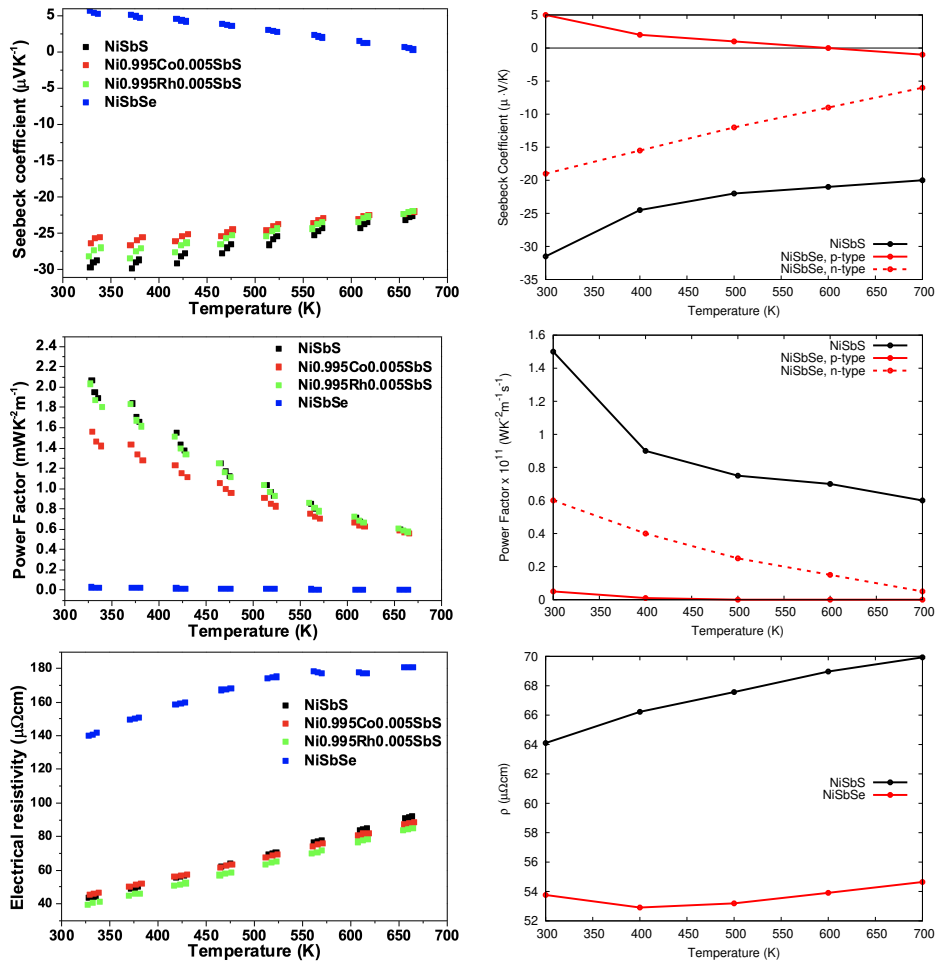 Seebeck coefficient (μVK⁻¹)
5
0
-5
-10
-15
-20
-25
-30
NiSbS
Ni0.995Co0.005SbS
Ni0.995Rh0.005SbS
NiSbSe
300 350 400 450 500 550 600 650 700
Temperature (K)
Seebeck Coefficient (μ ·V/K)
5
0
-5
-10
-15
-20
-25
-30
-35
NiSbS
NiSbSe, p-type
NiSbSe, n-type
300 350 400 450 500 550 600 650 700
Temperature (K)
Power Factor (mWK⁻²m⁻¹)
2.4
2.2
2.0
1.8
1.6
1.4
1.2
1.0
0.8
0.6
0.4
0.2
0.0
NiSbS
Ni0.995Co0.005SbS
Ni0.995Rh0.005SbS
NiSbSe
300 350 400 450 500 550 600 650 700
Temperature (K)
Power Factor x 10¹¹ (WK⁻²m⁻¹s⁻¹)
1.6
1.4
1.2
1
0.8
0.6
0.4
0.2
0
NiSbS
NiSbSe, p-type
NiSbSe, n-type
300 350 400 450 500 550 600 650 700
Temperature (K)
Electrical resistivity (μΩcm)
180
160
140
120
100
80
60
40
NiSbS
Ni0.995Co0.005SbS
Ni0.995Rh0.005SbS
NiSbSe
300 350 400 450 500 550 600 650 700
Temperature (K)
ρ (μΩcm)
70
68
66
64
62
60
58
56
54
52
NiSbS
NiSbSe
300 350 400 450 500 550 600 650 700
Temperature (K)